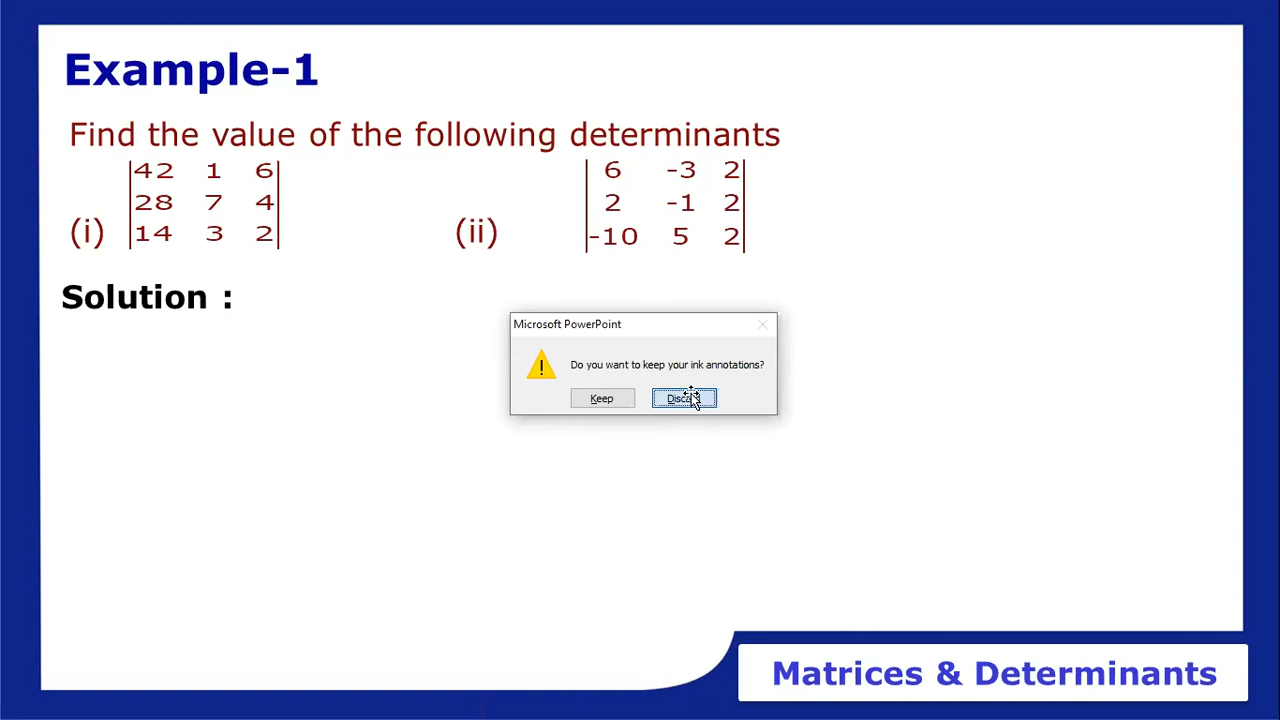 Example-1
Find the value of the following determinants
(i) |42 1 6|
|28 7 4|
|14 3 2|
(ii) |6 -3 2|
|2 -1 2|
|-10 5 2|
Solution :
Microsoft PowerPoint
Do you want to keep your ink annotations?
Keep
Matrices & Determinants